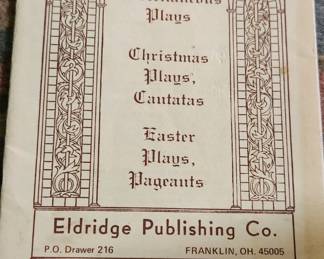 Plays
Christmas
Plays,
Cantatas
Easter
Plays,
Pageants
Eldridge Publishing Co.
P.O. Drawer 216 FRANKLIN, OH. 45005